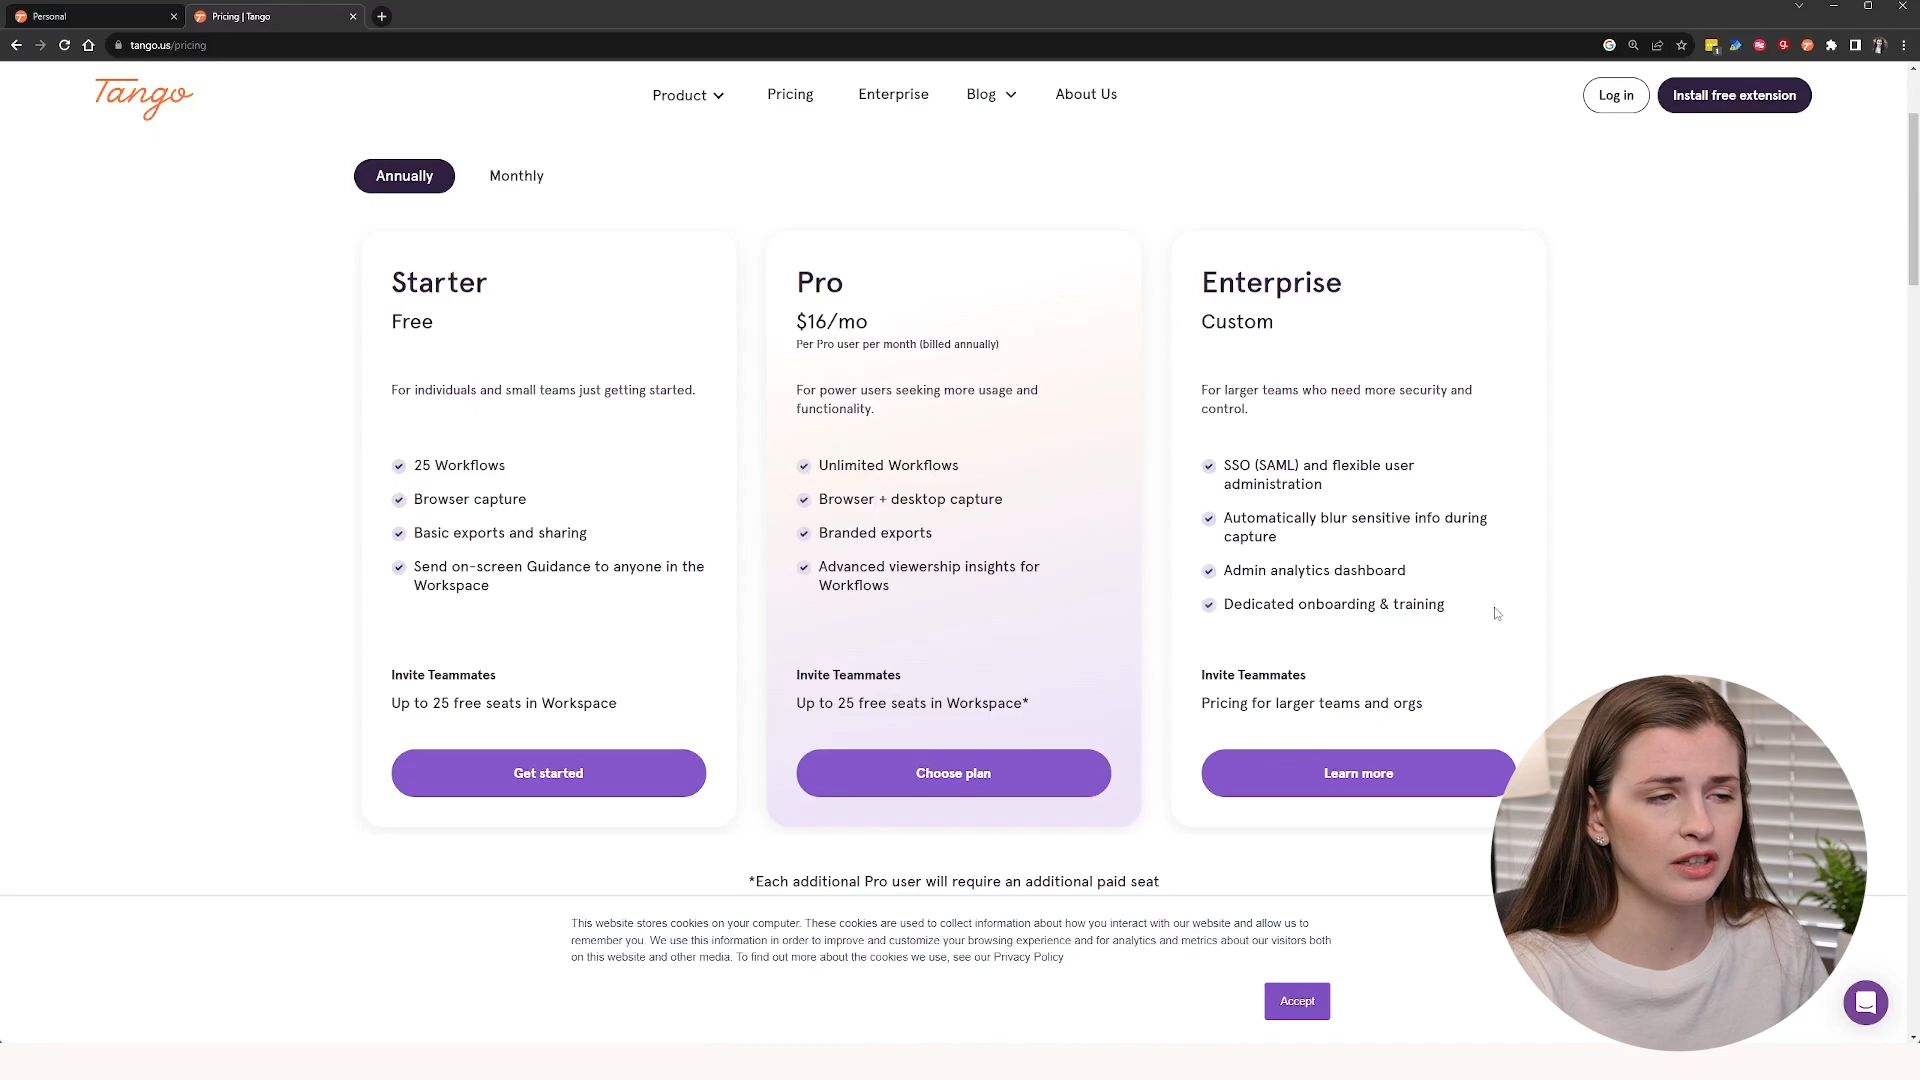 Personal
Pricing | Tango
tango.us/pricing
Tango
Product
Pricing
Enterprise
Blog
About Us
Log in
Install free extension
Annually
Monthly
Starter
Free
For individuals and small teams just getting started.
25 Workflows
Browser capture
Basic exports and sharing
Send on-screen Guidance to anyone in the
Workspace
Invite Teammates
Up to 25 free seats in Workspace
Get started
Pro
$16/mo
Per Pro user per month (billed annually)
For power users seeking more usage and
functionality.
Unlimited Workflows
Browser + desktop capture
Branded exports
Advanced viewership insights for
Workflows
Invite Teammates
Up to 25 free seats in Workspace*
Choose plan
Enterprise
Custom
For larger teams who need more security and
control.
SSO (SAML) and flexible user
administration
Automatically blur sensitive info during
capture
Admin analytics dashboard
Dedicated onboarding & training
Invite Teammates
Pricing for larger teams and orgs
Learn more
*Each additional Pro user will require an additional paid seat
This website stores cookies on your computer. These cookies are used to collect information about how you interact with our website and allow us to
remember you. We use this information in order to improve and customize your browsing experience and for analytics and metrics about our visitors both
on this website and other media. To find out more about the cookies we use, see our Privacy Policy
Accept